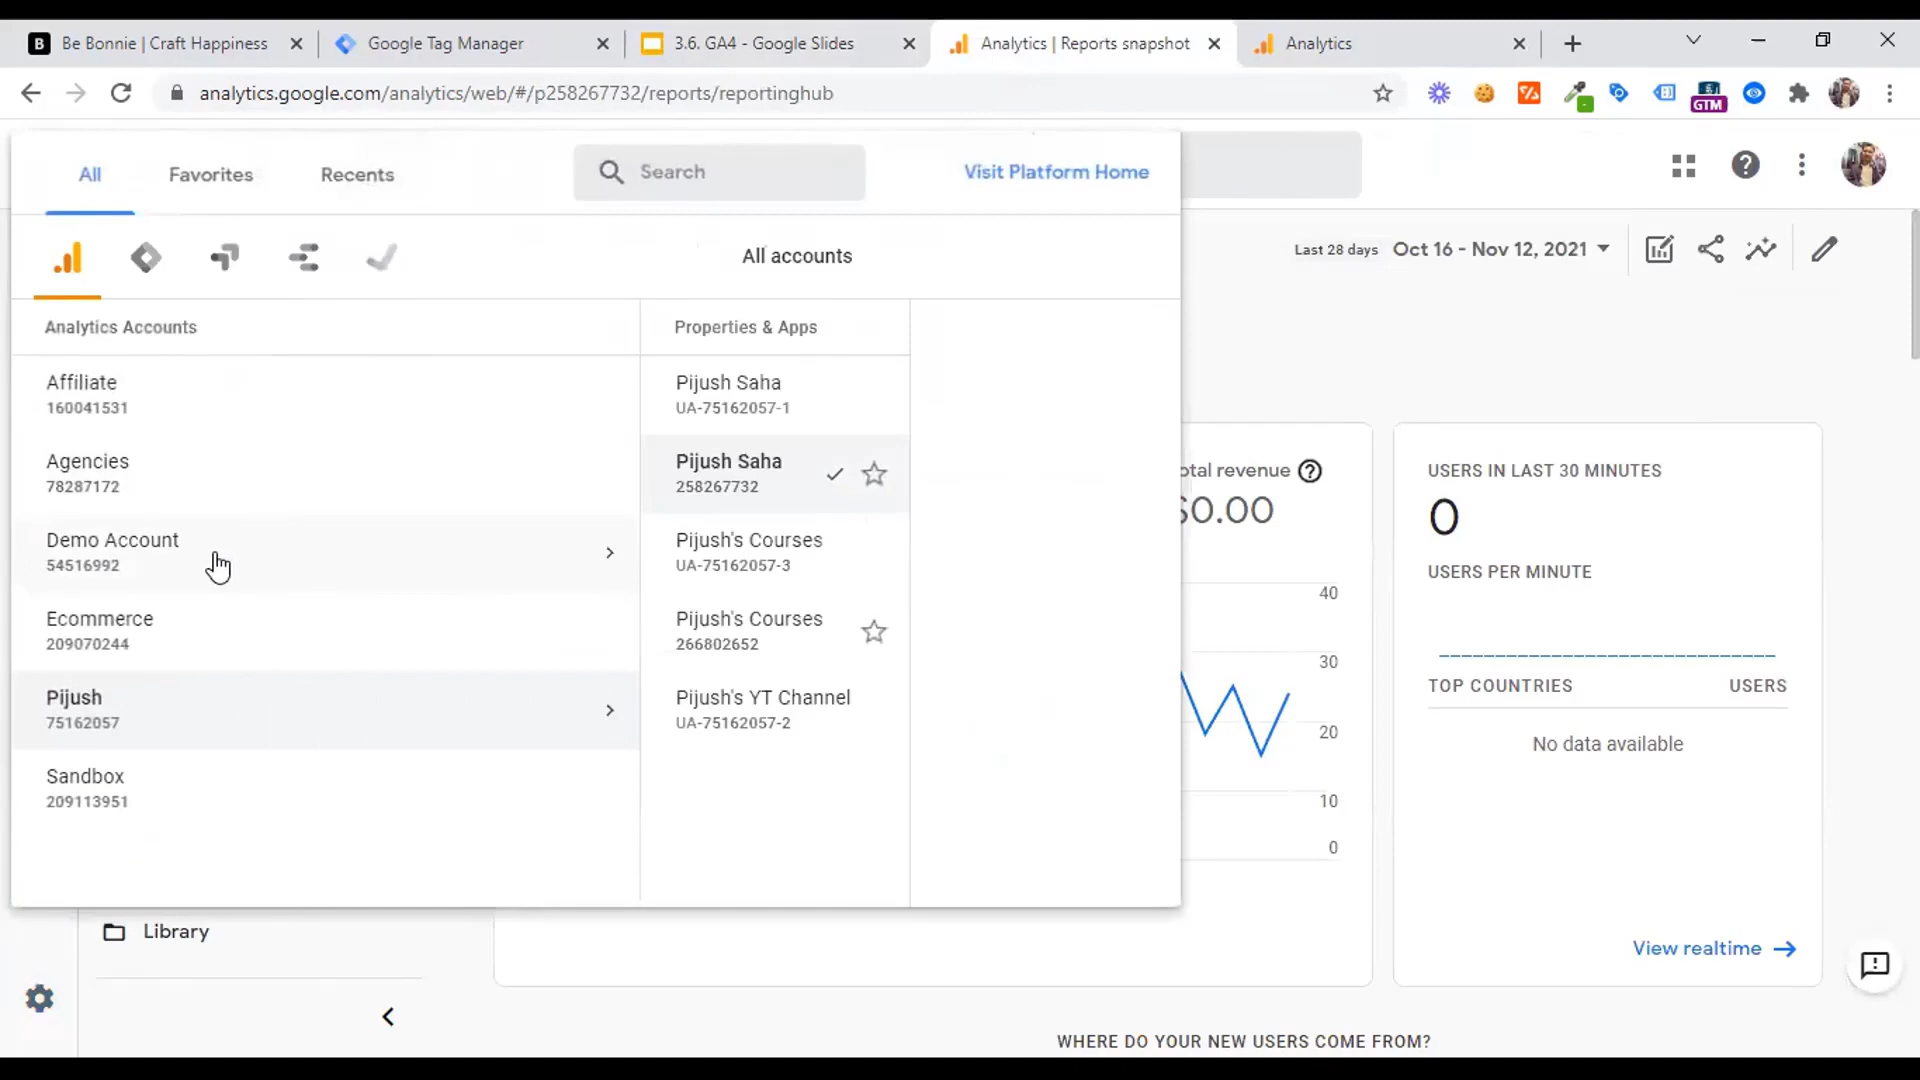 B Be Bonnie | Craft Happiness
Google Tag Manager
3.6. GA4 - Google Slides
Analytics | Reports snapshot
Analytics
analytics.google.com/analytics/web/#/p258267732/reports/reportinghub
GTM
All
Favorites
Recents
Search
Visit Platform Home
All accounts
Last 28 days Oct 16 - Nov 12, 2021
Analytics Accounts
Properties & Apps
Affiliate
160041531
Agencies
78287172
Demo Account
54516992
Ecommerce
209070244
Pijush
75162057
Sandbox
209113951
Pijush Saha
UA-75162057-1
Pijush Saha
258267732
Pijush's Courses
UA-75162057-3
Pijush's Courses
266802652
Pijush's YT Channel
UA-75162057-2
otal revenue
$0.00
40
30
20
10
0
USERS IN LAST 30 MINUTES
0
USERS PER MINUTE
TOP COUNTRIES USERS
No data available
View realtime
Library
WHERE DO YOUR NEW USERS COME FROM?